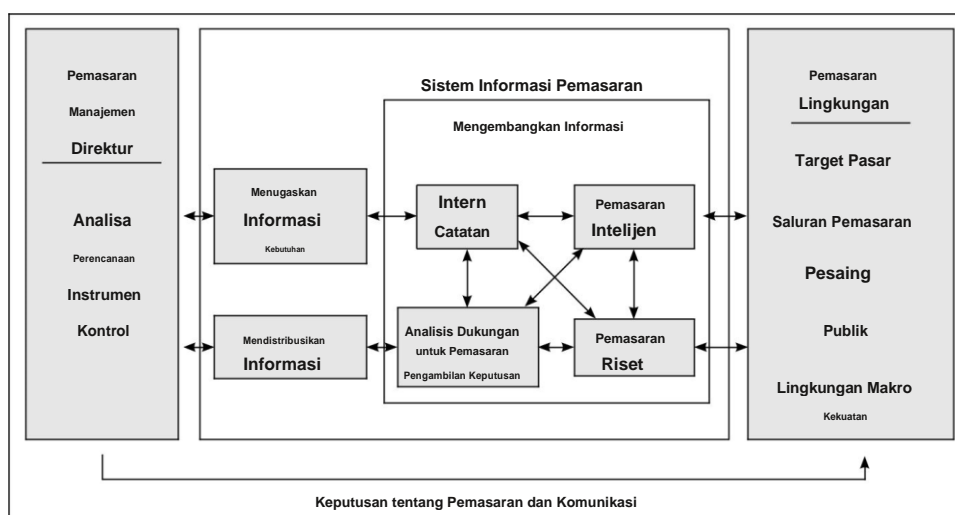 Pemasaran
Manajemen
Direktur
Analisa
Perencanaan
Instrumen
Kontrol
Sistem Informasi Pemasaran
Mengembangkan Informasi
Menugaskan
Informasi
Kebutuhan
Intern
Catatan
Pemasaran
Intelijen
Mendistribusikan
Informasi
Analisis Dukungan
untuk Pemasaran
Pengambilan Keputusan
Pemasaran
Riset
Pemasaran
Lingkungan
Target Pasar
Saluran Pemasaran
Pesaing
Publik
Lingkungan Makro
Kekuatan
Keputusan tentang Pemasaran dan Komunikasi